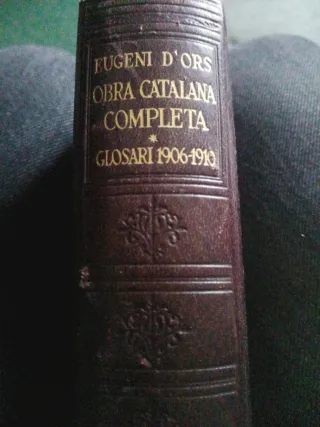 EUGENI D'ORS
OBRA CATALANA
COMPLETA
*
GLOSARI 1906-1910